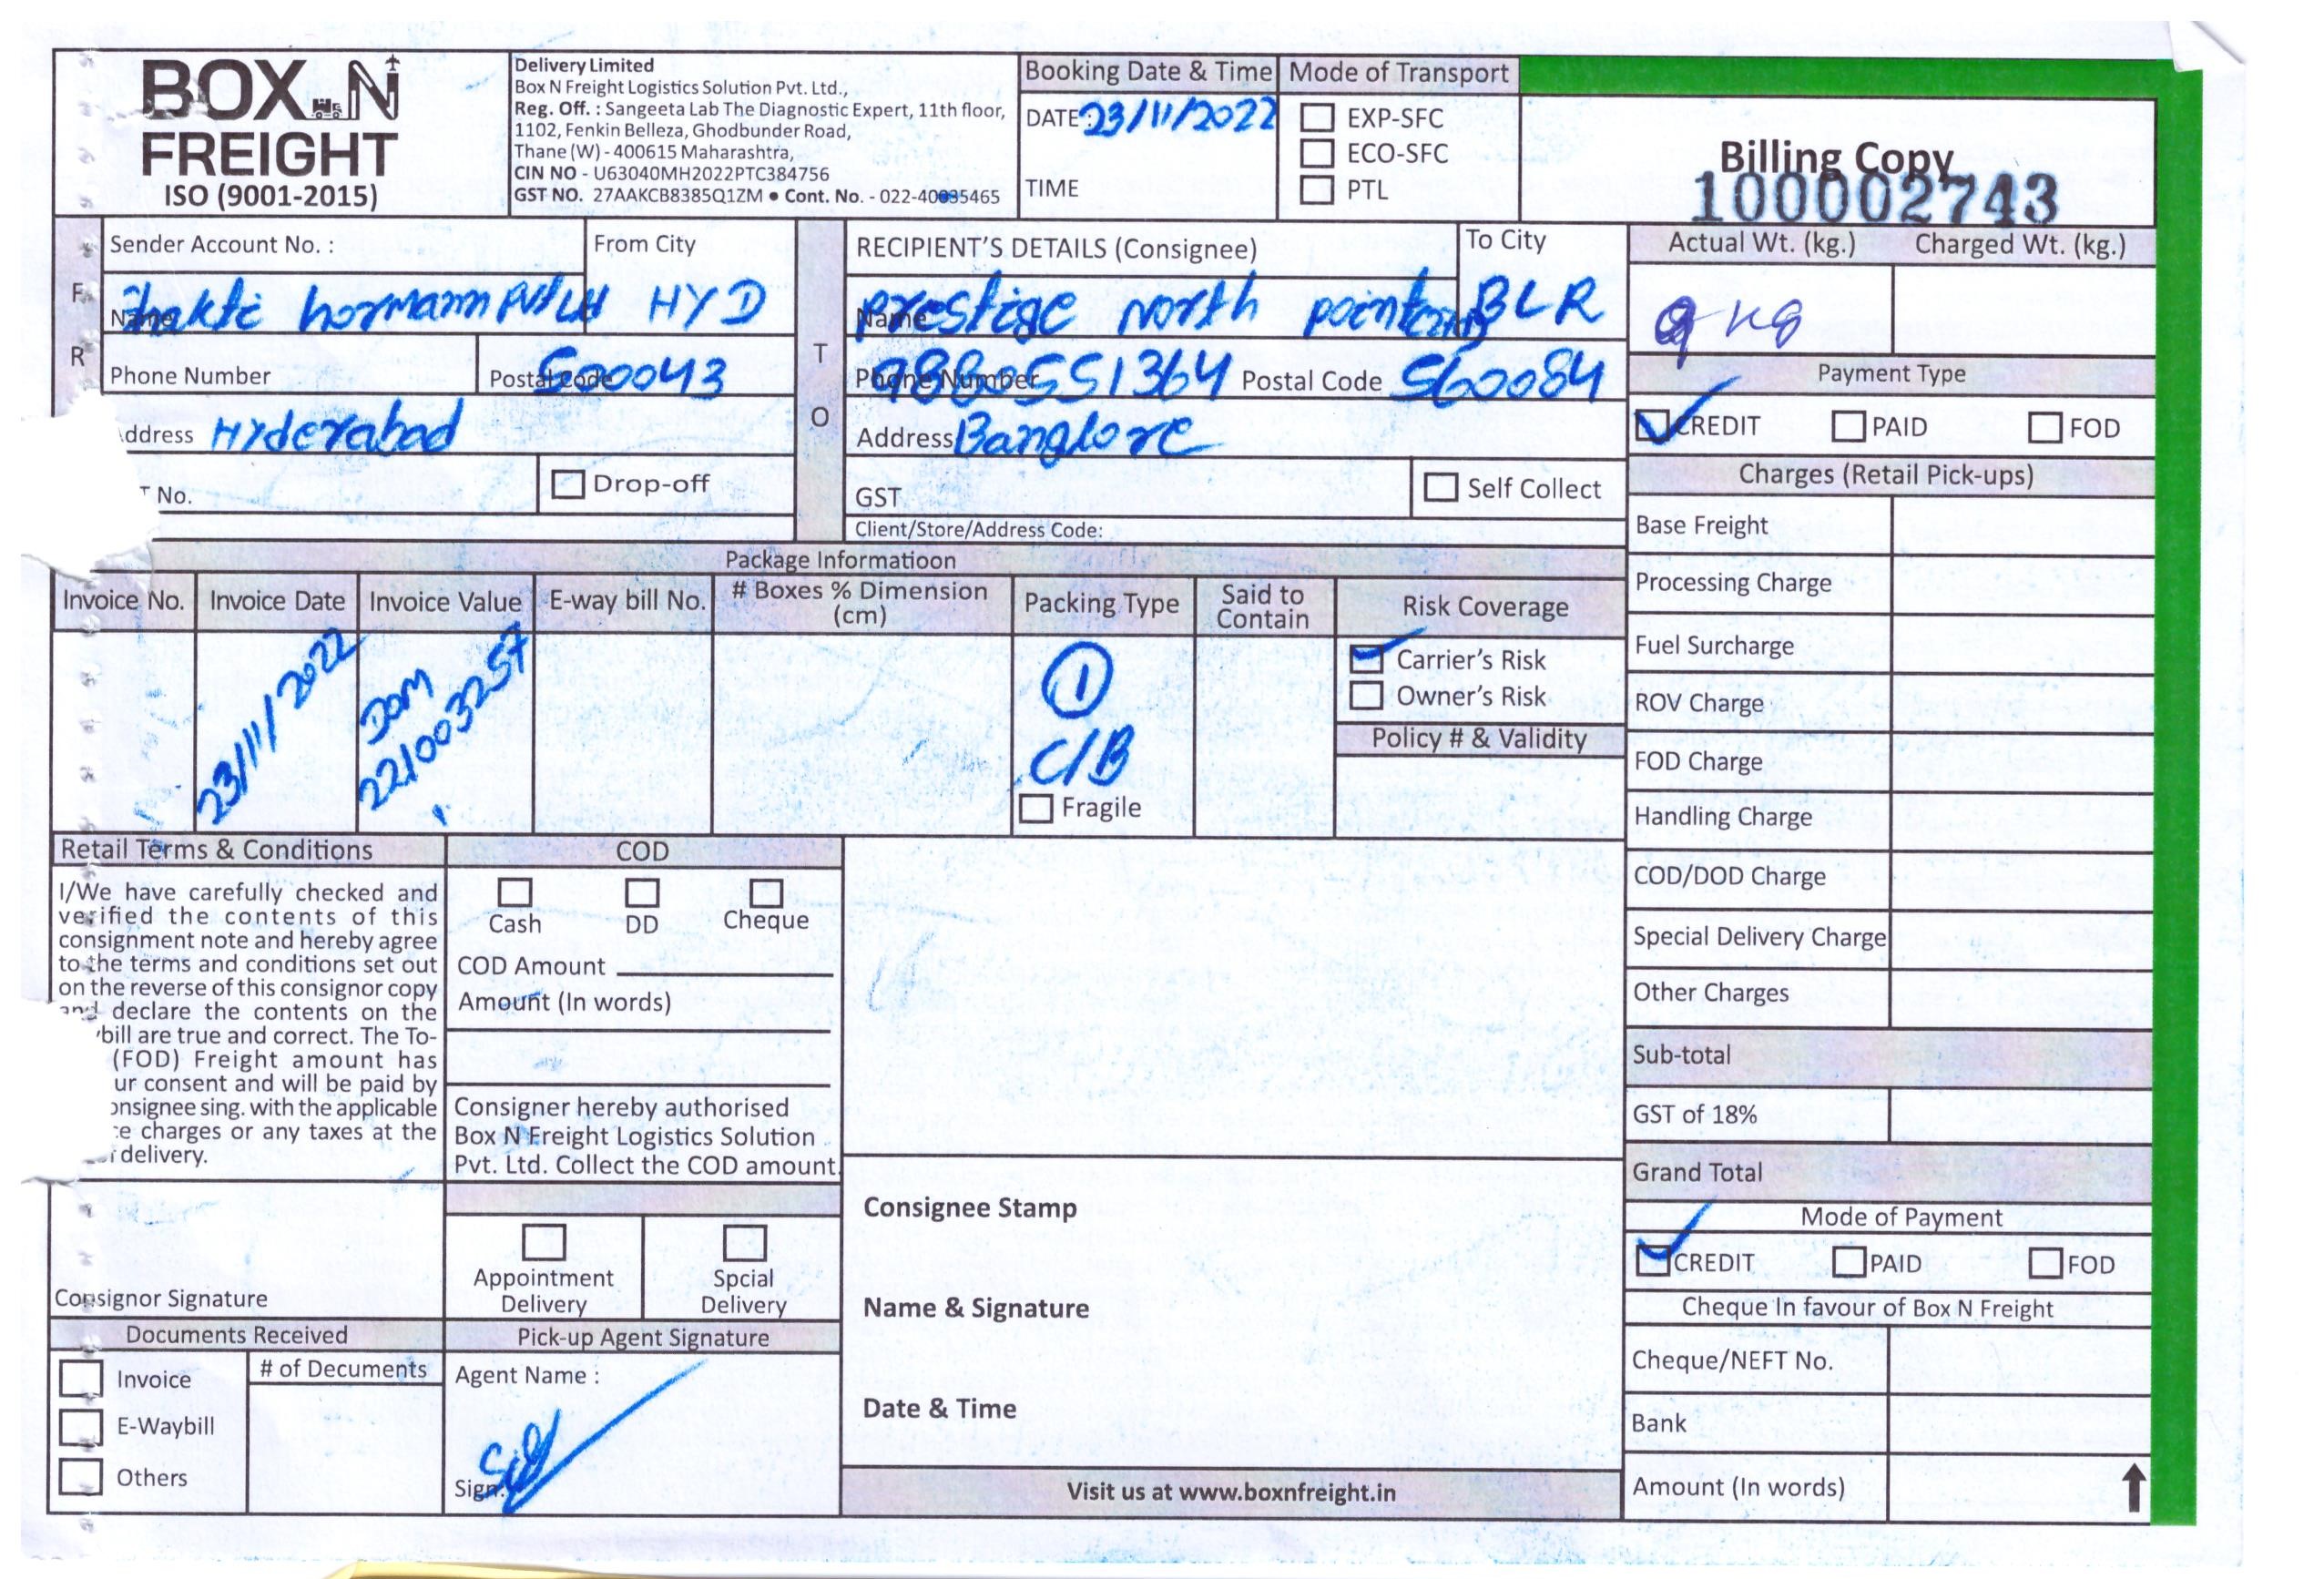 BOX N
FREIGHT
ISO (9001-2015)
Delivery Limited
Box N Freight Logistics Solution Pvt. Ltd.,
Reg. Off. : Sangeeta Lab The Diagnostic Expert, 11th floor,
1102, Fenkin Belleza, Ghodbunder Road,
Thane (W) - 400615 Maharashtra,
CIN NO - U63040MH2022PTC384756
GST NO. 27AAKCB8385Q1ZM • Cont. No. - 022-40035465
Booking Date & Time
DATE: 23/11/2022
TIME
Mode of Transport
EXP-SFC
ECO-SFC
PTL
Billing Copy
100002743
F
R
Sender Account No. :
From City
Name Shakti hormann Pvt Ltd HYD
Phone Number
Postal Code 500043
Address Hyderabad
T No.
Drop-off
T
O
RECIPIENT'S DETAILS (Consignee)
To City
Name prestige north point BLR
Phone Number 9880551364 Postal Code 560084
Address Banglore
GST
Self Collect
Client/Store/Address Code:
Actual Wt. (kg.)
Charged Wt. (kg.)
9 kg
Payment Type
CREDIT
PAID
FOD
Charges (Retail Pick-ups)
Base Freight
Processing Charge
Fuel Surcharge
ROV Charge
FOD Charge
Handling Charge
COD/DOD Charge
Special Delivery Charge
Other Charges
Sub-total
GST of 18%
Grand Total
Mode of Payment
CREDIT
PAID
FOD
Cheque In favour of Box N Freight
Cheque/NEFT No.
Bank
Amount (In words)
Package Informatioon
Invoice No.
Invoice Date
Invoice Value
E-way bill No.
# Boxes % Dimension
(cm)
Packing Type
Said to
Contain
Risk Coverage
23/11/2022
DOM
221003257
1
C/B
Fragile
Carrier's Risk
Owner's Risk
Policy # & Validity
Retail Terms & Conditions
I/We have carefully checked and
verified the contents of this
consignment note and hereby agree
to the terms and conditions set out
on the reverse of this consignor copy
and declare the contents on the
bill are true and correct. The To-
(FOD) Freight amount has
ur consent and will be paid by
onsignee sing. with the applicable
ce charges or any taxes at the
delivery.
Consignor Signature
COD
Cash
DD
Cheque
COD Amount
Amount (In words)
Consigner hereby authorised
Box N Freight Logistics Solution
Pvt. Ltd. Collect the COD amount.
Appointment
Delivery
Spcial
Delivery
Documents Received
Invoice
E-Waybill
Others
# of Documents
Pick-up Agent Signature
Agent Name :
Sign.
Consignee Stamp
Name & Signature
Date & Time
Visit us at www.boxnfreight.in